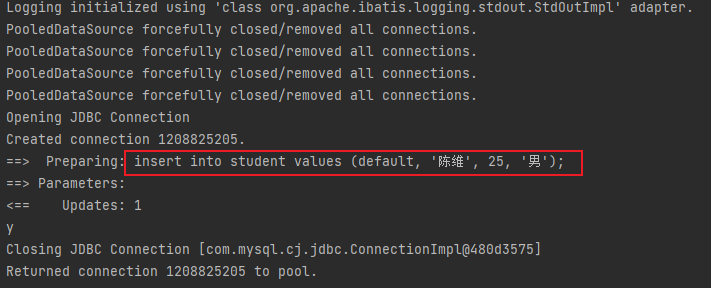 Logging initialized using 'class org.apache.ibatis.logging.stdout.StdOutImpl' adapter.
PooledDataSource forcefully closed/removed all connections.
PooledDataSource forcefully closed/removed all connections.
PooledDataSource forcefully closed/removed all connections.
PooledDataSource forcefully closed/removed all connections.
Opening JDBC Connection
Created connection 1208825205.
==>  Preparing: insert into student values (default, '陈维', 25, '男');
==> Parameters:
<==    Updates: 1
y
Closing JDBC Connection [com.mysql.cj.jdbc.ConnectionImpl@480d3575]
Returned connection 1208825205 to pool.